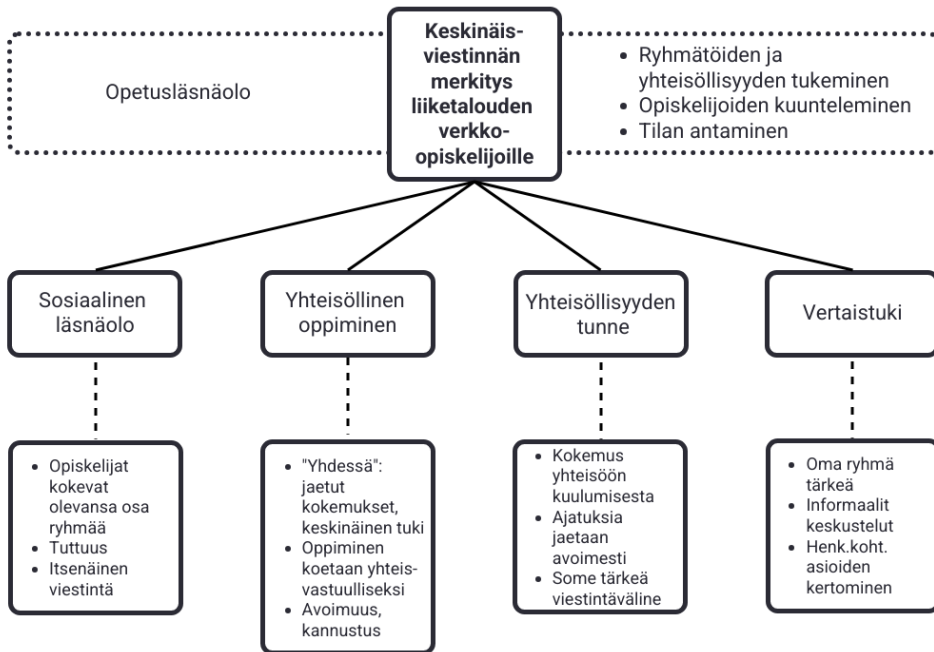 Keskinäis-
viestinnän
merkitys
liiketalouden
verkko-
opiskelijoille
Opetusläsnäolo
• Ryhmätöiden ja
yhteisöllisyyden tukeminen
• Opiskelijoiden kuunteleminen
• Tilan antaminen
Sosiaalinen
läsnäolo
Yhteisöllinen
oppiminen
Yhteisöllisyyden
tunne
Vertaistuki
• Opiskelijat
kokevat
olevansa osa
ryhmää
• Tuttuus
• Itsenäinen
viestintä
• "Yhdessä":
jaetut
kokemukset,
keskinäinen tuki
• Oppiminen
koetaan yhteis-
vastuulliseksi
• Avoimuus,
kannustus
• Kokemus
yhteisöön
kuulumisesta
• Ajatuksia
jaetaan
avoimesti
• Some tärkeä
viestintäväline
• Oma ryhmä
tärkeä
• Informaalit
keskustelut
• Henk.koht.
asioiden
kertominen